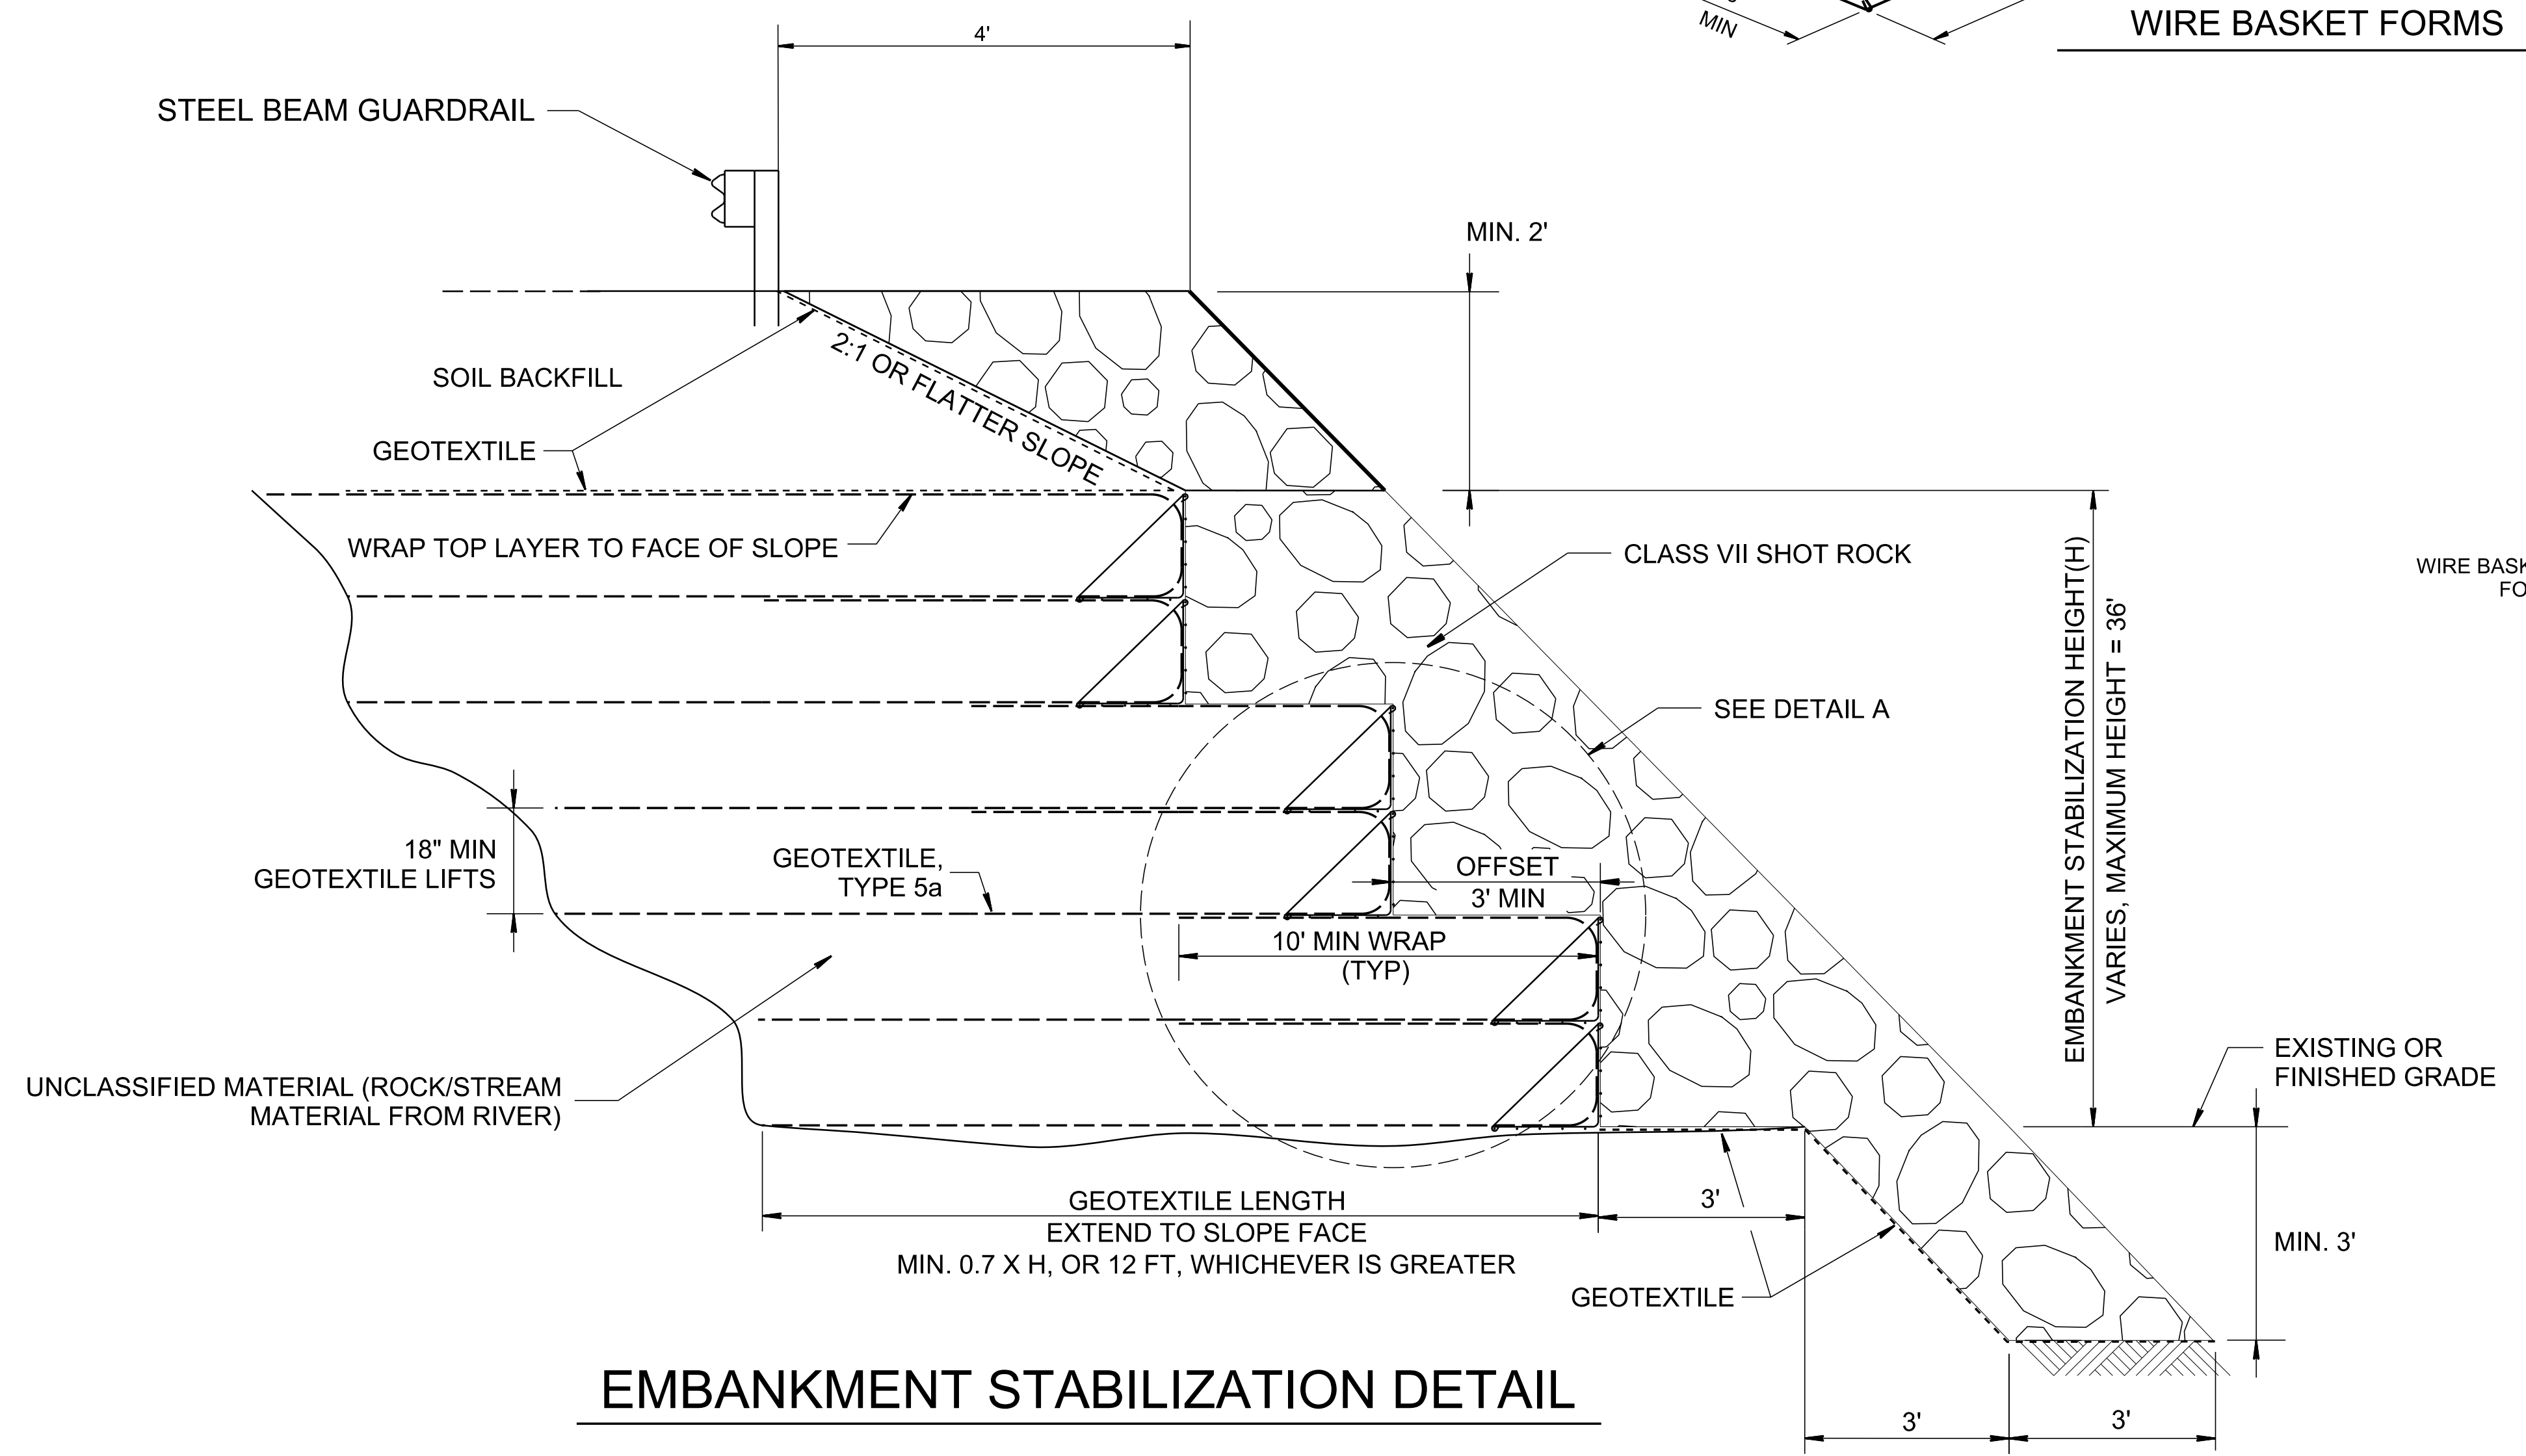 MIN
WIRE BASKET FORMS
4'
STEEL BEAM GUARDRAIL
MIN. 2'
2:1 OR FLATTER SLOPE
SOIL BACKFILL
GEOTEXTILE
WRAP TOP LAYER TO FACE OF SLOPE
CLASS VII SHOT ROCK
EMBANKMENT STABILIZATION HEIGHT(H)
VARIES, MAXIMUM HEIGHT = 36'
WIRE BASK
FO
SEE DETAIL A
18" MIN
GEOTEXTILE LIFTS
GEOTEXTILE,
TYPE 5a
OFFSET
3' MIN
10' MIN WRAP
(TYP)
UNCLASSIFIED MATERIAL (ROCK/STREAM
MATERIAL FROM RIVER)
EXISTING OR
FINISHED GRADE
GEOTEXTILE LENGTH
EXTEND TO SLOPE FACE
MIN. 0.7 X H, OR 12 FT, WHICHEVER IS GREATER
3'
MIN. 3'
GEOTEXTILE
EMBANKMENT STABILIZATION DETAIL
3'
3'